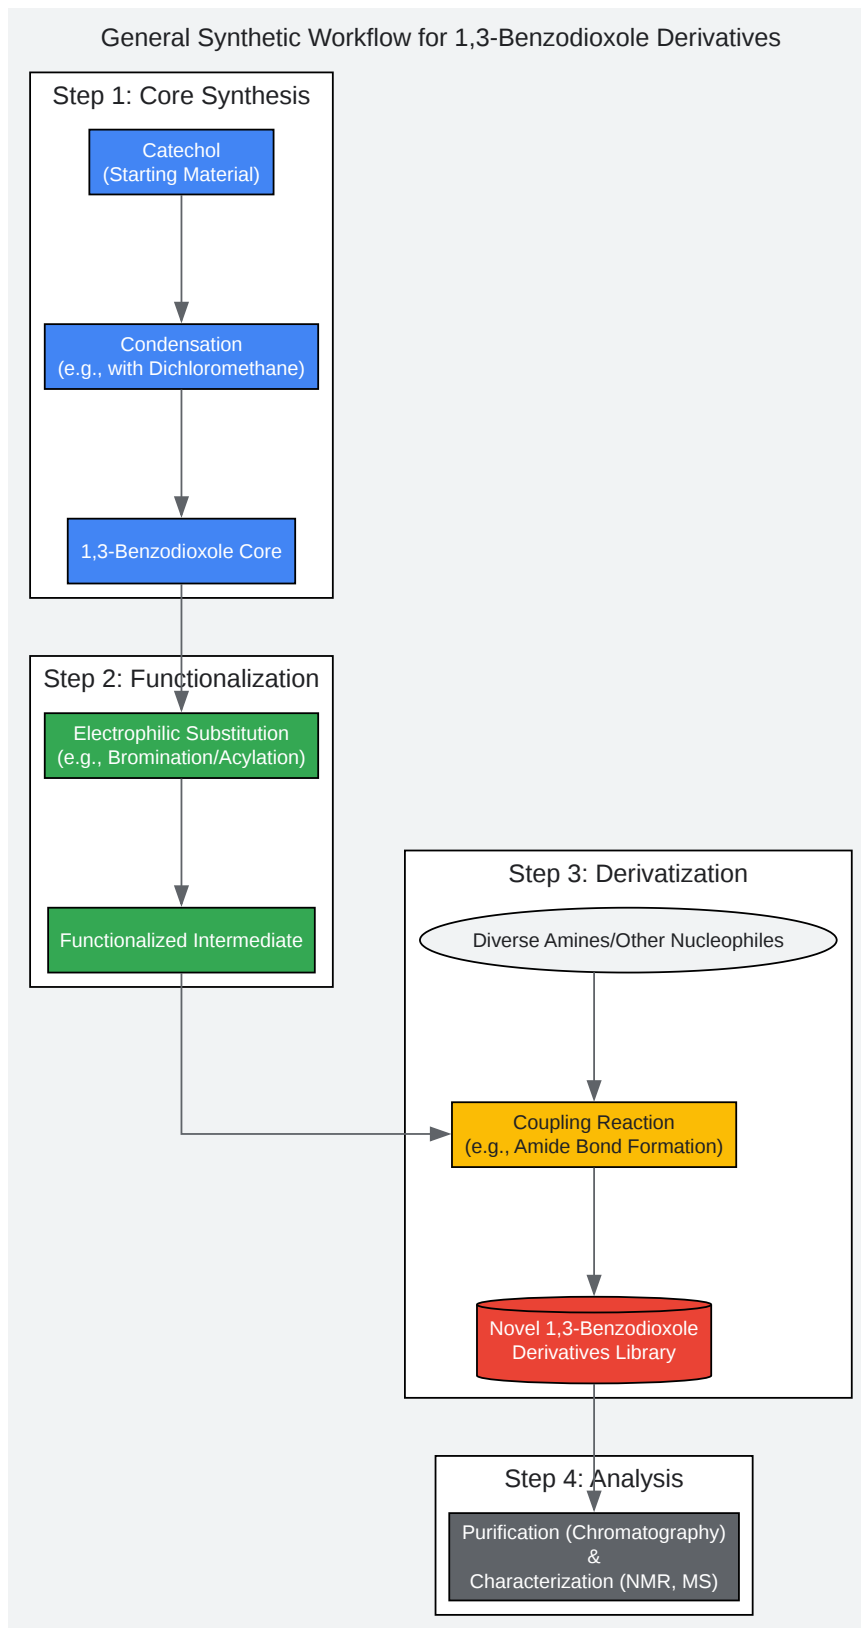 General Synthetic Workflow for 1,3-Benzodioxole Derivatives
Step 1: Core Synthesis
Catechol
(Starting Material)
Condensation
(e.g., with Dichloromethane)
1,3-Benzodioxole Core
Step 2: Functionalization
Electrophilic Substitution
(e.g., Bromination/Acylation)
Functionalized Intermediate
Step 3: Derivatization
Diverse Amines/Other Nucleophiles
Coupling Reaction
(e.g., Amide Bond Formation)
Novel 1,3-Benzodioxole
Derivatives Library
Step 4: Analysis
Purification (Chromatography)
&
Characterization (NMR, MS)